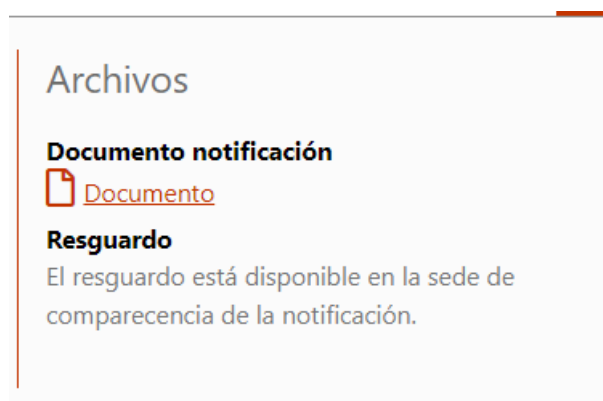 Archivos
Documento notificación
Documento
Resguardo
El resguardo está disponible en la sede de
comparecencia de la notificación.